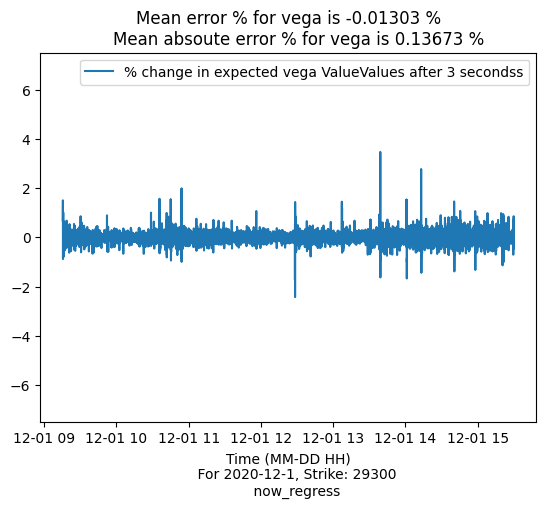 Mean error % for vega is -0.01303 %
Mean absoute error % for vega is 0.13673 %
% change in expected vega ValueValues after 3 secondss
6
4
2
0
−2
−4
−6
12-01 09 12-01 10 12-01 11 12-01 12 12-01 13 12-01 14 12-01 15
Time (MM-DD HH)
For 2020-12-1, Strike: 29300
now_regress